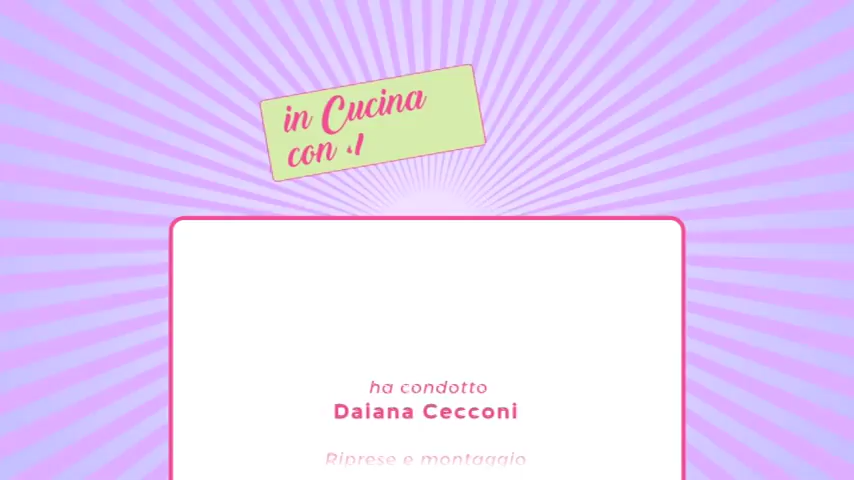 in Cucina
con
ha condotto
Daiana Cecconi
Riprese e montaggio